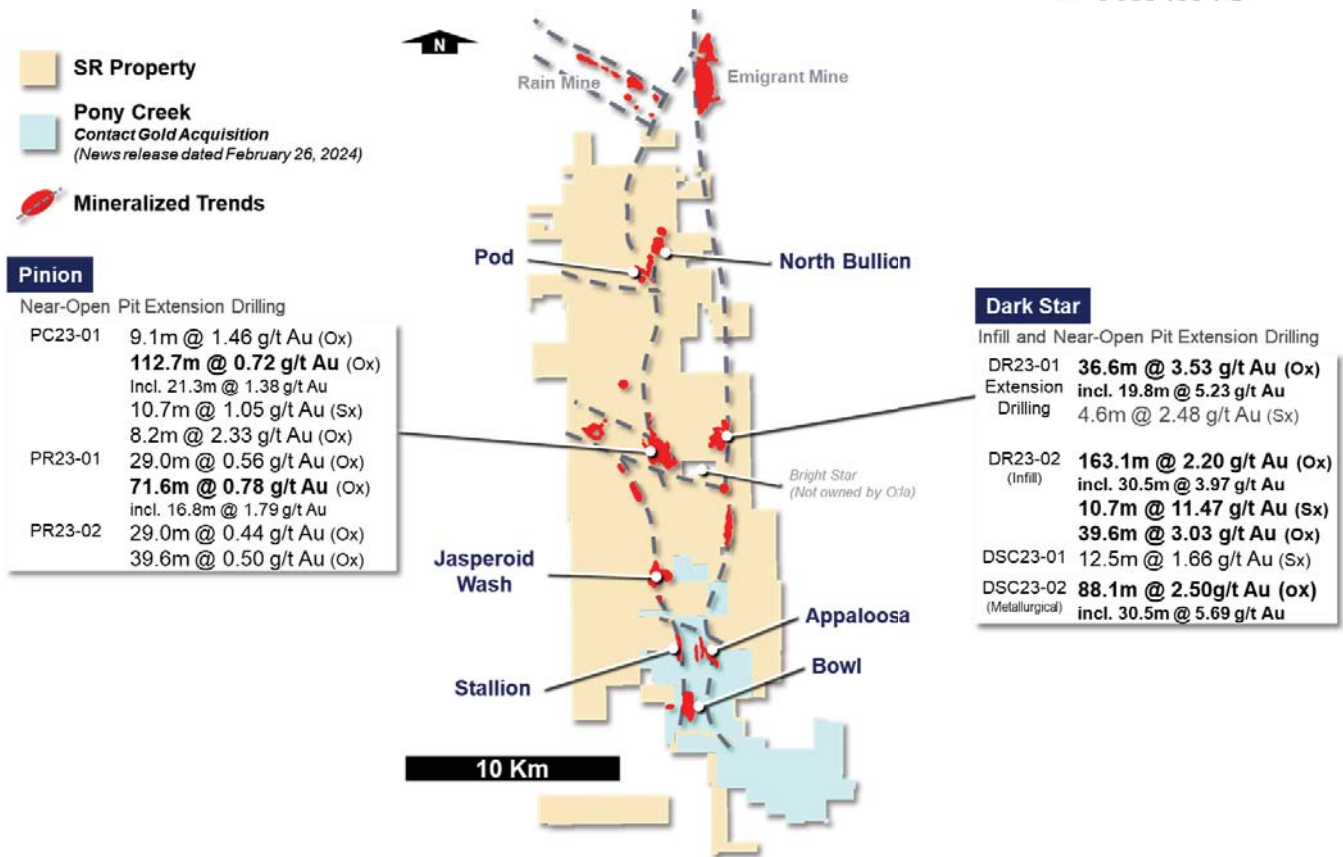 N
SR Property
Pony Creek
Contact Gold Acquisition
(News release dated February 26, 2024)
Mineralized Trends
Rain Mine
Emigrant Mine
Pod
North Bullion
Pinion
Near-Open Pit Extension Drilling
PC23-01 9.1m @ 1.46 g/t Au (Ox)
112.7m @ 0.72 g/t Au (Ox)
Incl. 21.3m @ 1.38 g/t Au
10.7m @ 1.05 g/t Au (Sx)
8.2m @ 2.33 g/t Au (Ox)
PR23-01 29.0m @ 0.56 g/t Au (Ox)
71.6m @ 0.78 g/t Au (Ox)
incl. 16.8m @ 1.79 g/t Au
PR23-02 29.0m @ 0.44 g/t Au (Ox)
39.6m @ 0.50 g/t Au (Ox)
Dark Star
Infill and Near-Open Pit Extension Drilling
DR23-01 36.6m @ 3.53 g/t Au (Ox)
Extension incl. 19.8m @ 5.23 g/t Au
Drilling 4.6m @ 2.48 g/t Au (Sx)
DR23-02 163.1m @ 2.20 g/t Au (Ox)
(Infill) incl. 30.5m @ 3.97 g/t Au
10.7m @ 11.47 g/t Au (Sx)
39.6m @ 3.03 g/t Au (Ox)
DSC23-01 12.5m @ 1.66 g/t Au (Sx)
DSC23-02 88.1m @ 2.50g/t Au (ox)
(Metallurgical) incl. 30.5m @ 5.69 g/t Au
Bright Star
(Not owned by Orla)
Jasperoid
Wash
Appaloosa
Stallion
Bowl
10 Km